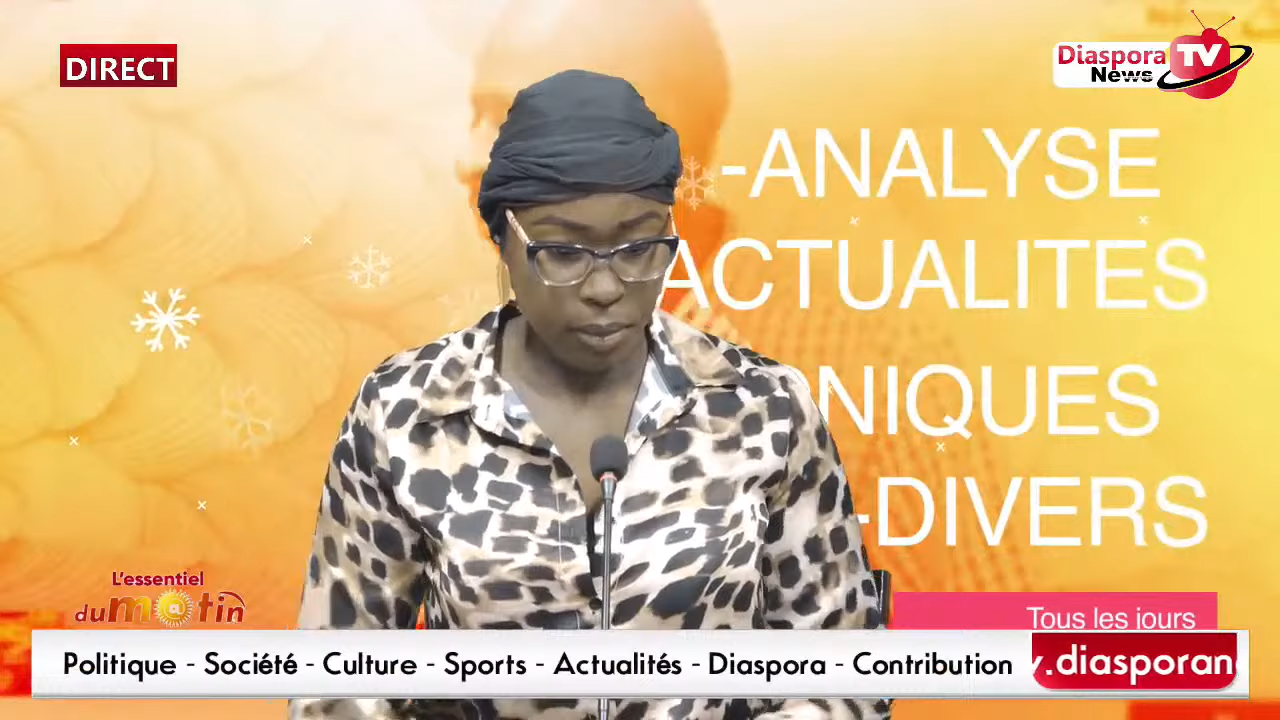 DIRECT
Diaspora
News
TV
-ANALYSE
ACTUALITES
NIQUES
-DIVERS
L'essentiel
du m@tin
Tous les jours
Politique - Société - Culture - Sports - Actualités - Diaspora - Contribution
.diasporan